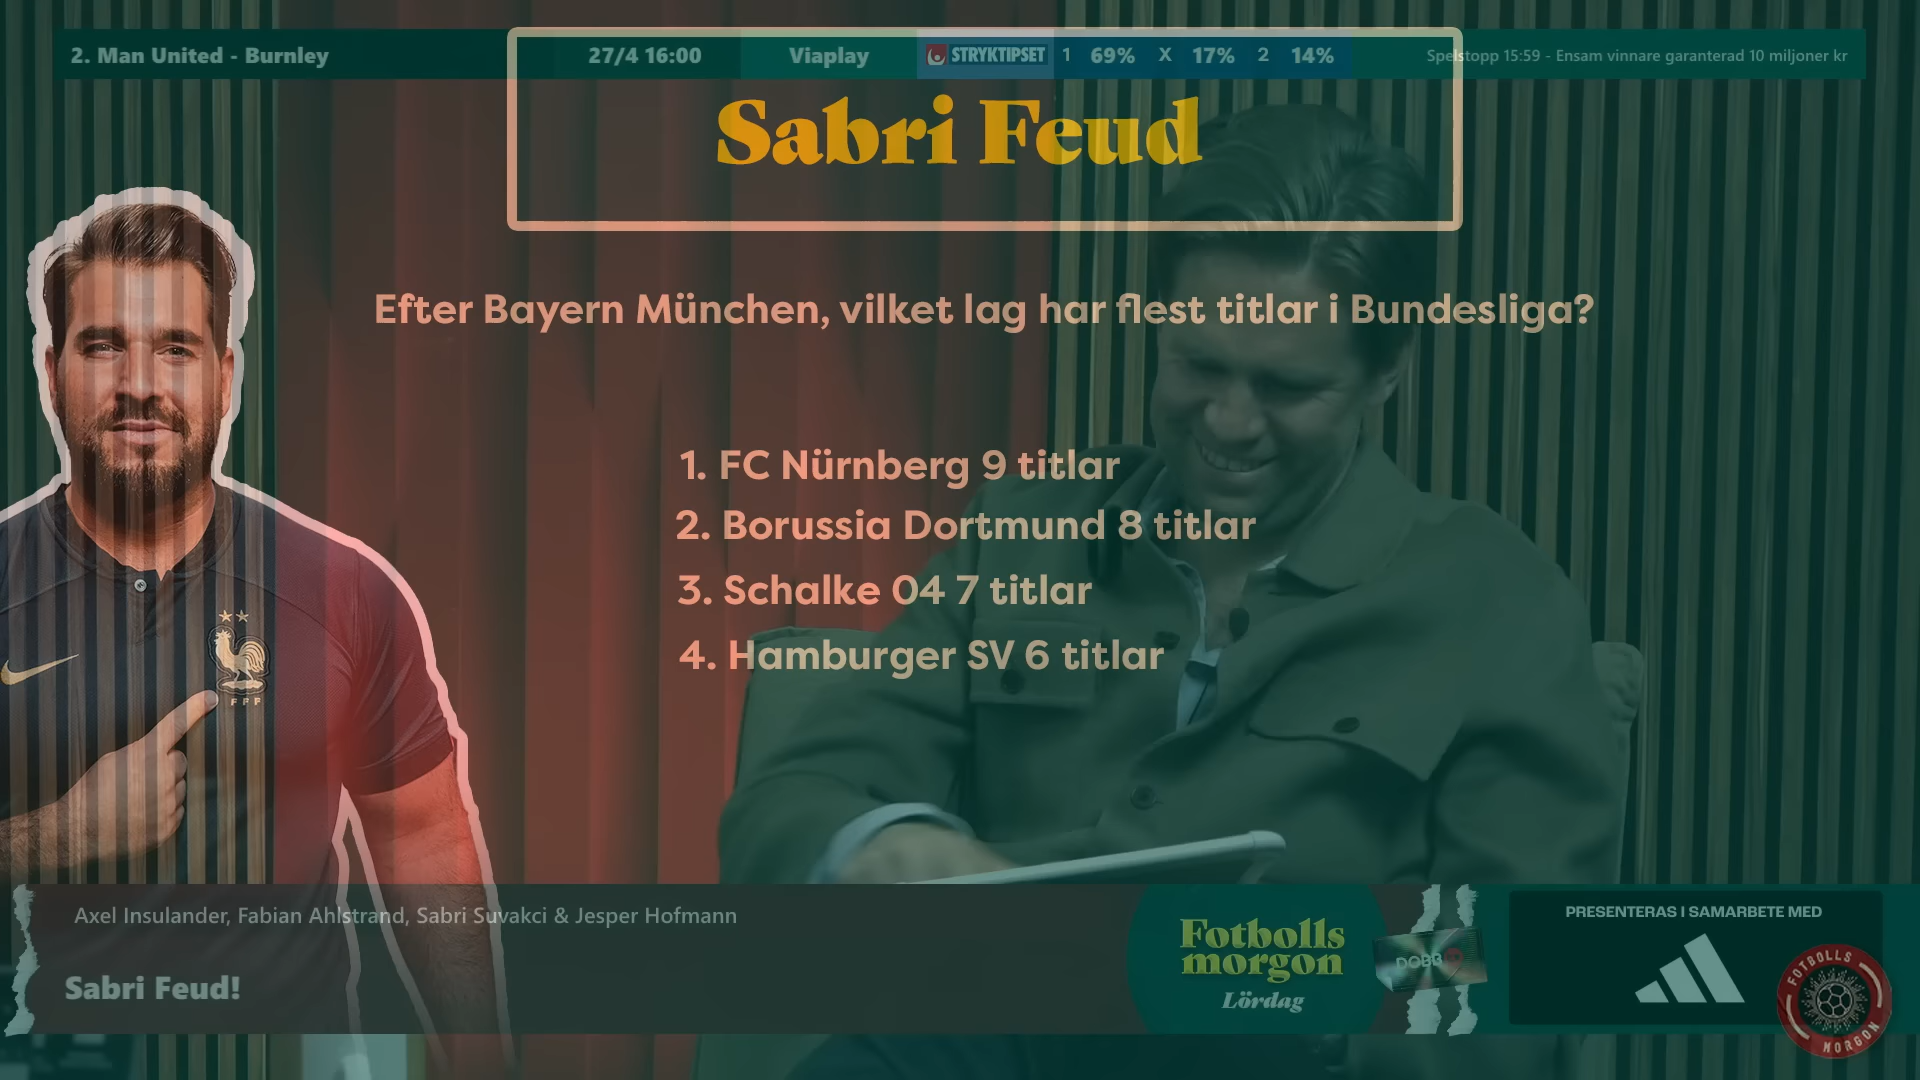 2. Man United - Burnley 27/4 16:00 Viaplay STRYKTIPSET 1 69% X 17% 2 14% Spelstopp 15:59 - Ensam vinnare garanterad 10 miljoner kr
Sabri Feud
Efter Bayern München, vilket lag har flest titlar i Bundesliga?
1. FC Nürnberg 9 titlar
2. Borussia Dortmund 8 titlar
3. Schalke 04 7 titlar
4. Hamburger SV 6 titlar
FFF
Axel Insulander, Fabian Ahlstrand, Sabri Suvakci & Jesper Hofmann
Sabri Feud!
Fotbolls
morgon
Lördag
PRESENTERAS I SAMARBETE MED
FOTBOLLS
MORGON